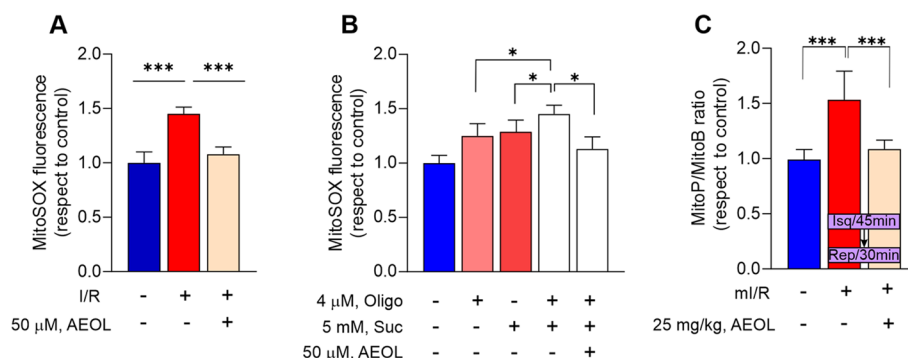 A
MitoSOX fluorescence
(respect to control)
2.0
1.5
1.0
0.5
0.0
***
***
I/R
- + +
50 μM, AEOL
- - +
B
MitoSOX fluorescence
(respect to control)
2.0
1.5
1.0
0.5
0.0
*
*
*
4 μM, Oligo
- + - + +
5 mM, Suc
- - + + +
50 μM, AEOL
- - - - +
C
MitoP/MitoB ratio
(respect to control)
2.0
1.5
1.0
0.5
0.0
***
***
Isq/45min
Rep/30min
mI/R
- + +
25 mg/kg, AEOL
- - +